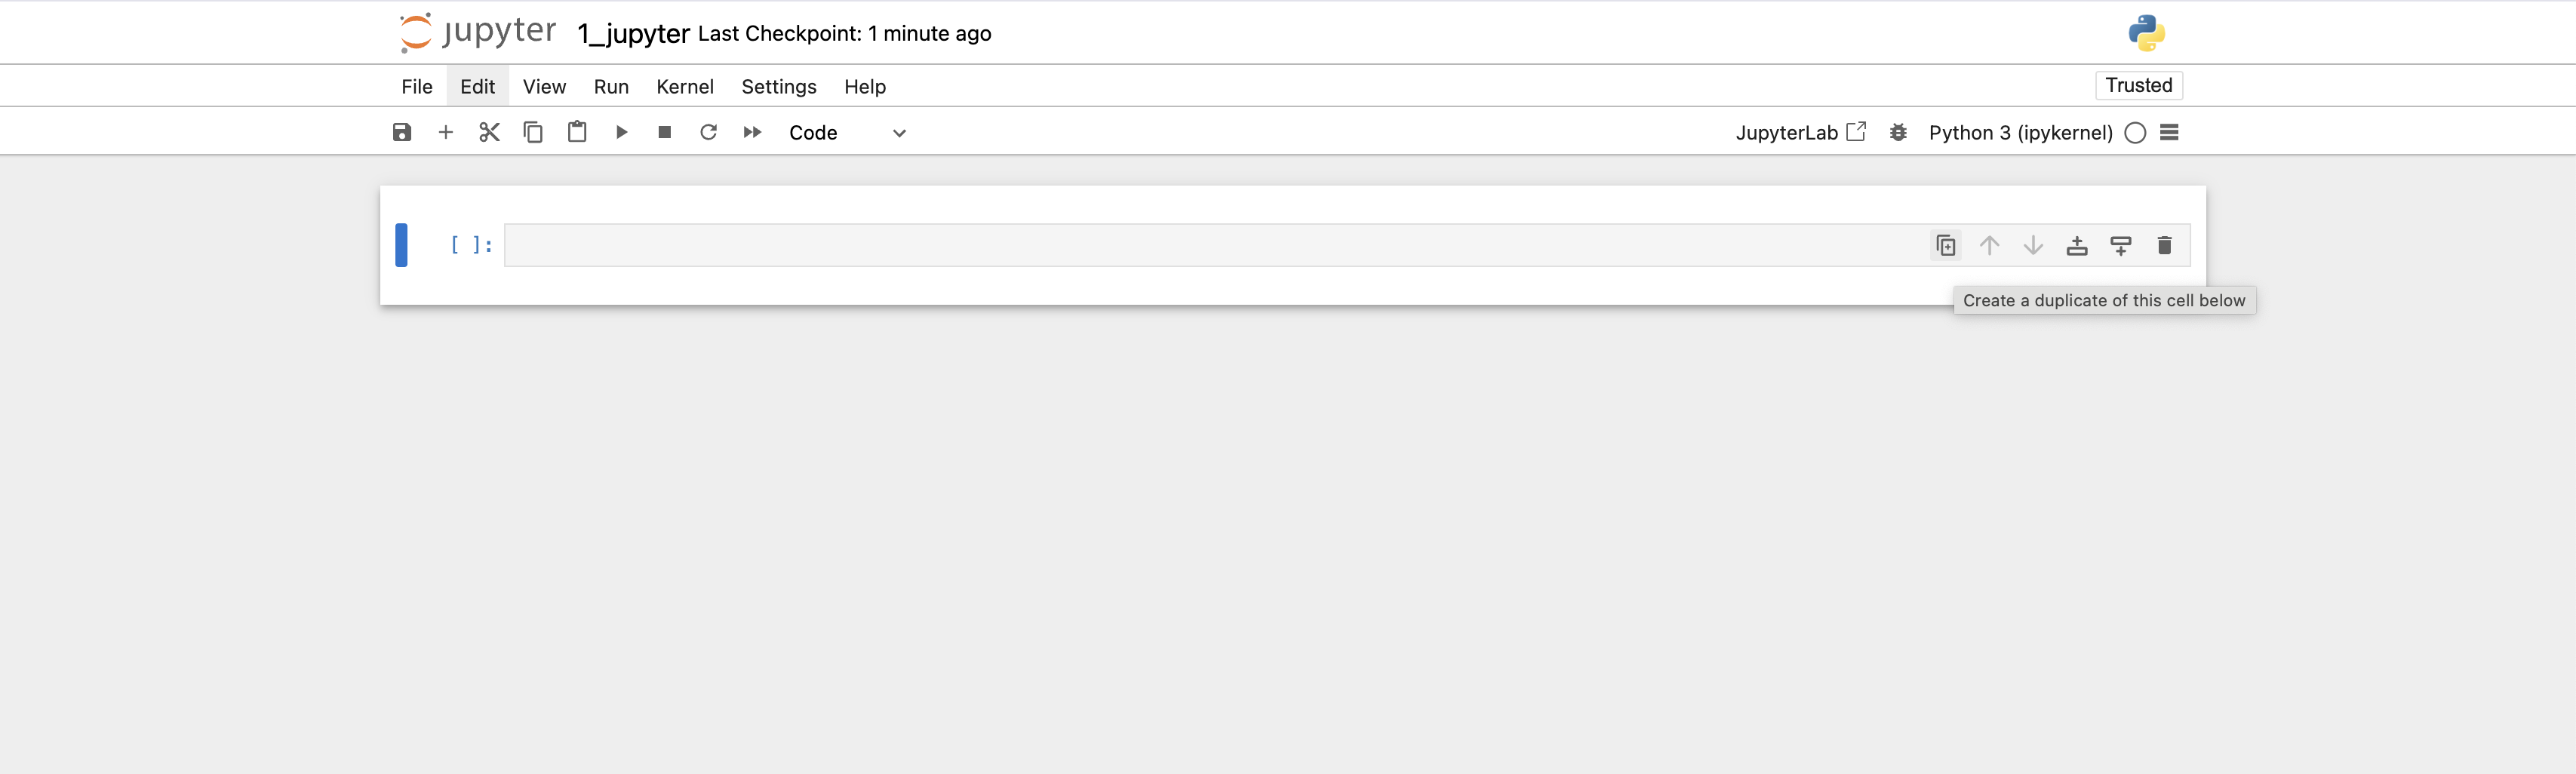 jupyter 1_jupyter Last Checkpoint: 1 minute ago
File Edit View Run Kernel Settings Help Trusted
Code JupyterLab Python 3 (ipykernel)
[ ]:
Create a duplicate of this cell below